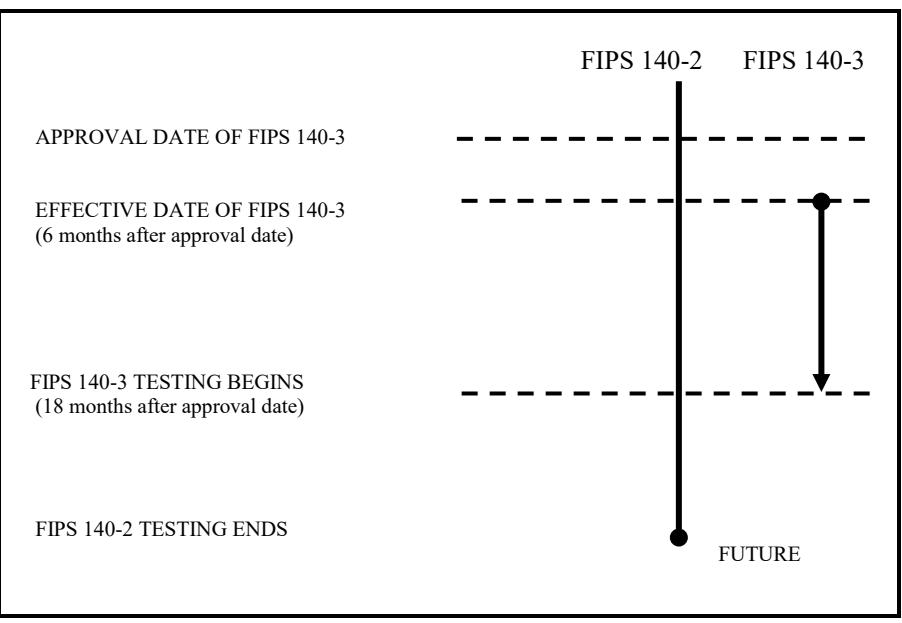 FIPS 140-2 FIPS 140-3
APPROVAL DATE OF FIPS 140-3
EFFECTIVE DATE OF FIPS 140-3
(6 months after approval date)
FIPS 140-3 TESTING BEGINS
(18 months after approval date)
FIPS 140-2 TESTING ENDS
FUTURE